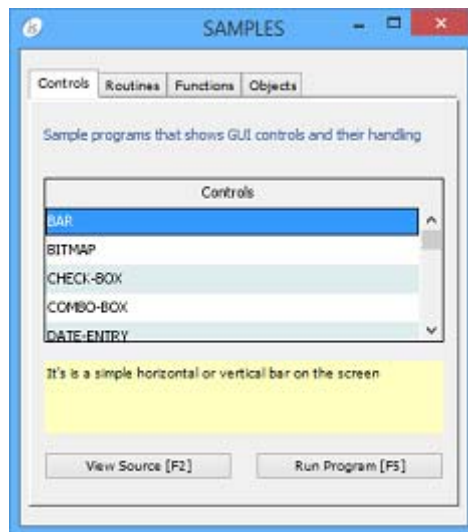 SAMPLES
Controls Routines Functions Objects
Sample programs that shows GUI controls and their handling
Controls
BAR
BITMAP
CHECK-BOX
COMBO-BOX
DATE-ENTRY
It's is a simple horizontal or vertical bar on the screen
View Source [F2] Run Program [F5]